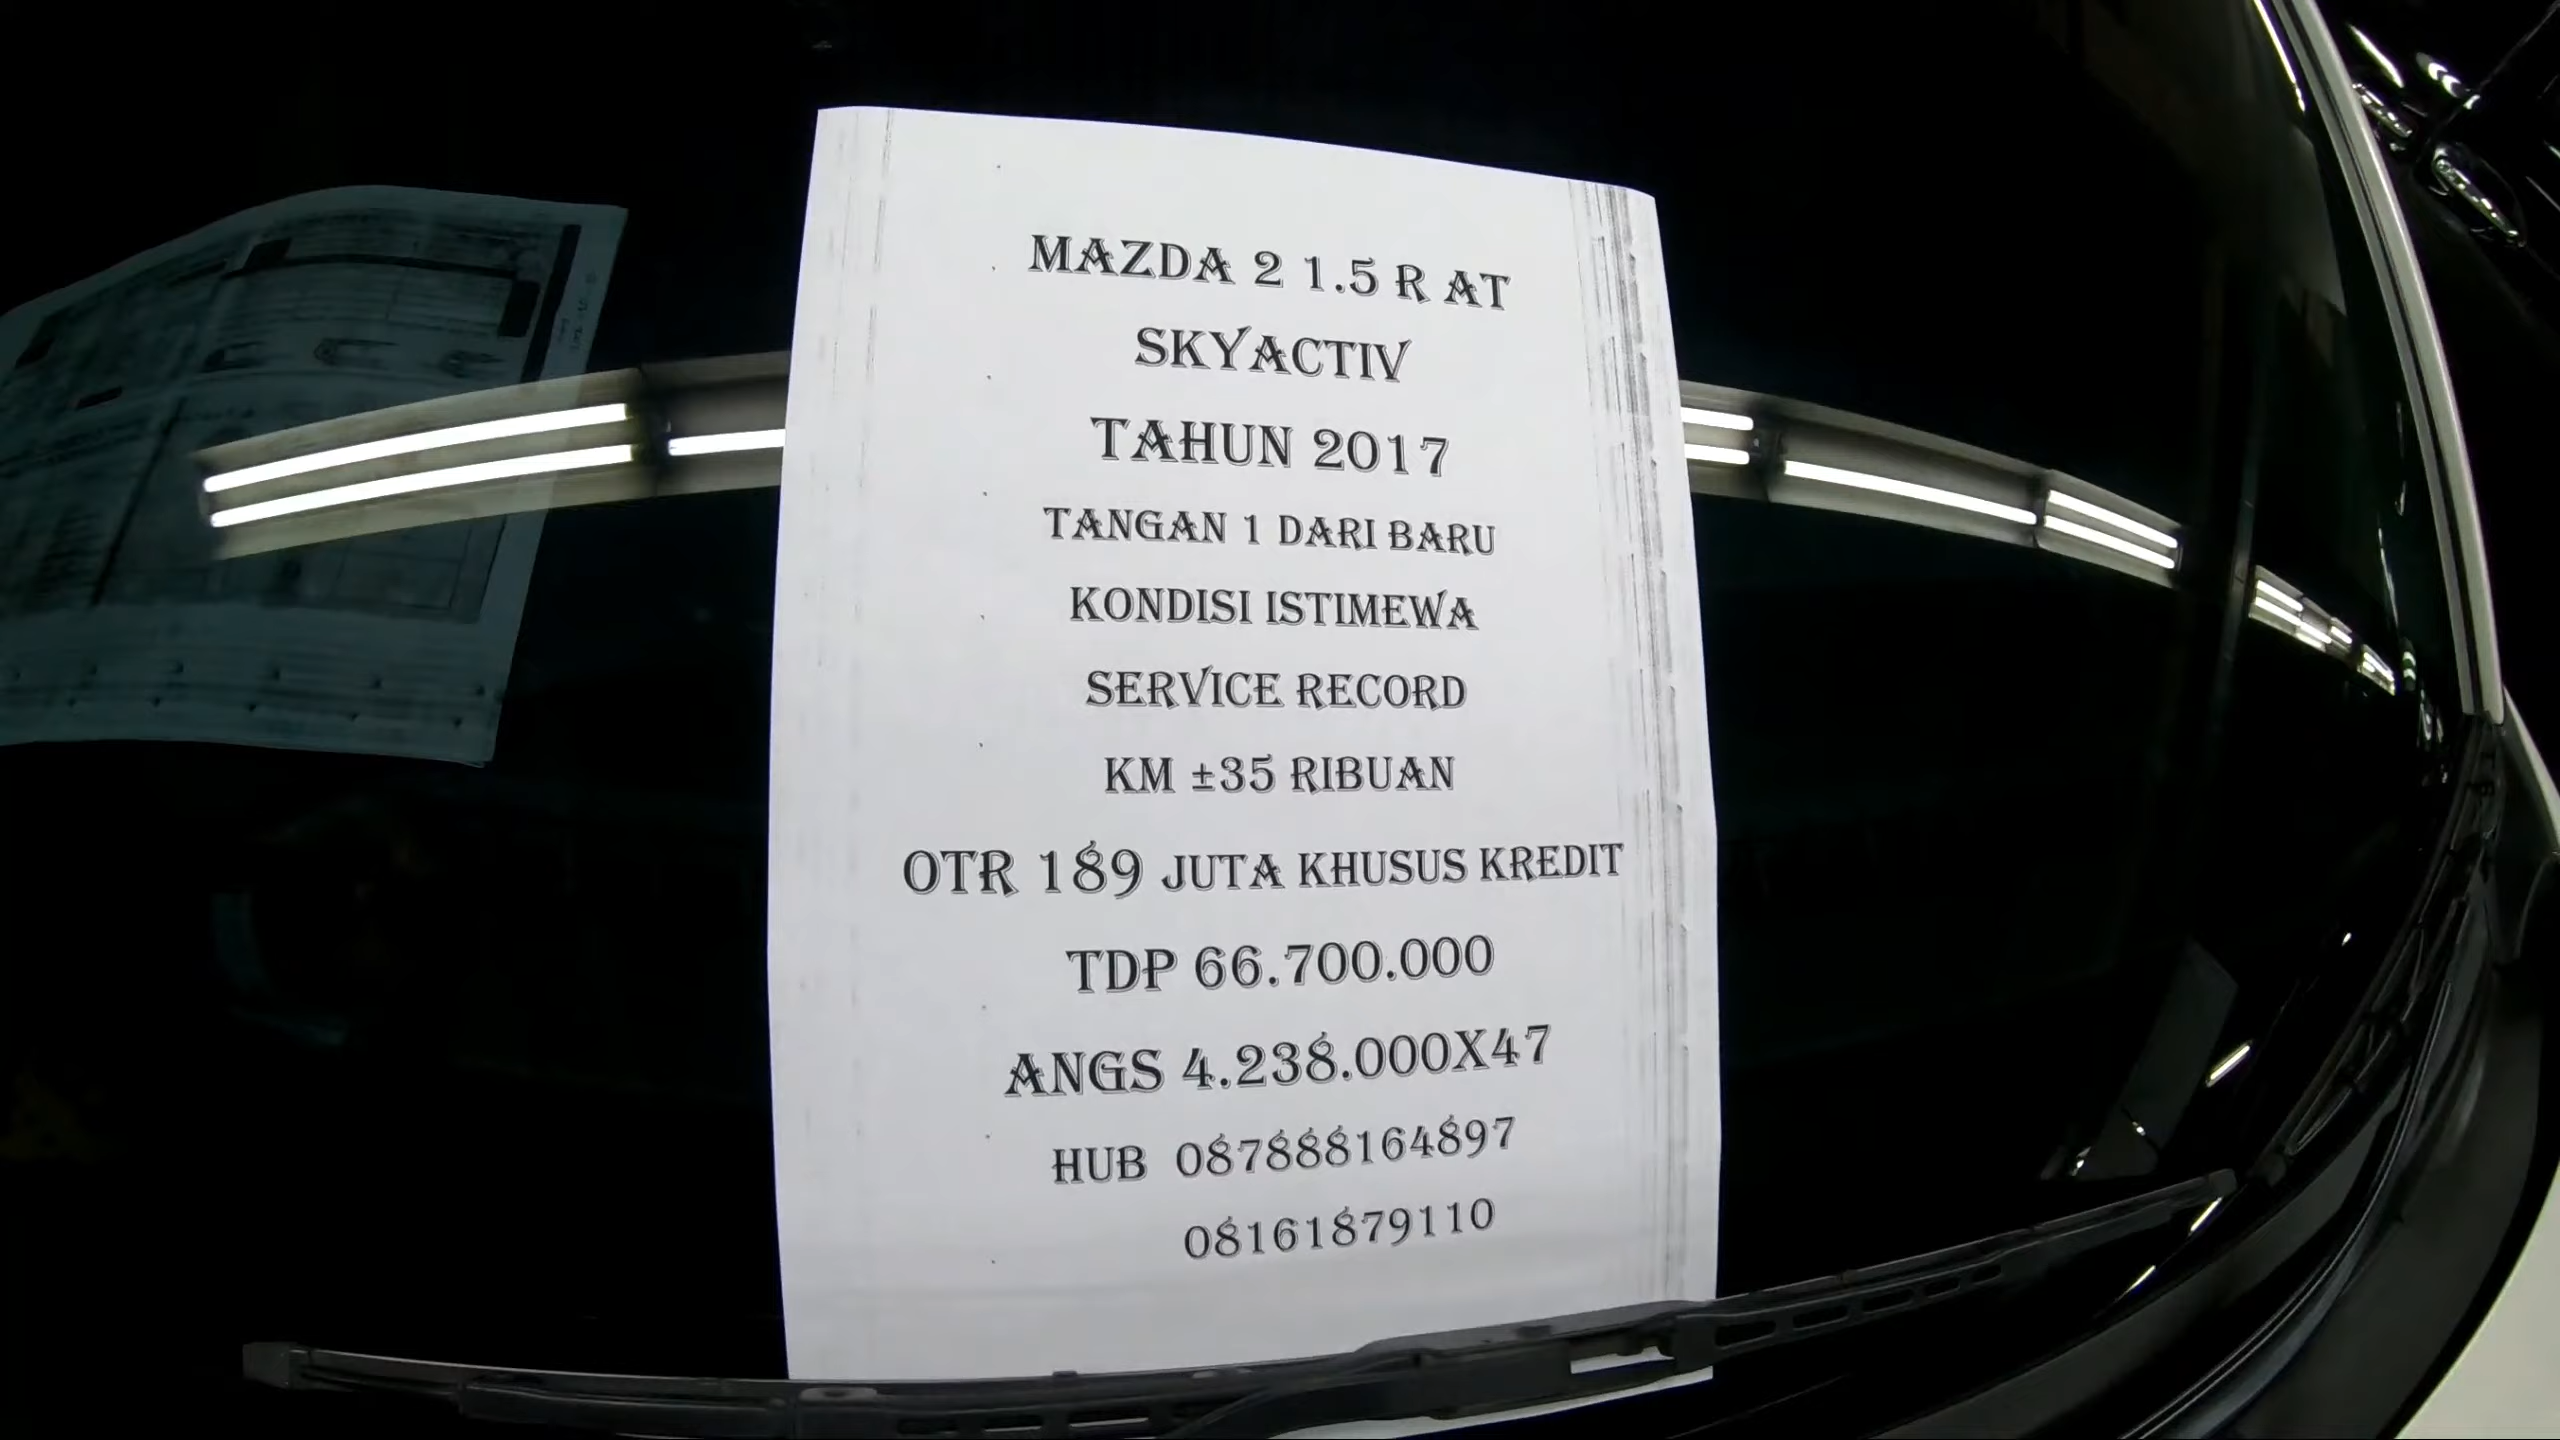 MAZDA 2 1.5 R AT
SKYACTIV
TAHUN 2017
TANGAN 1 DARI BARU
KONDISI ISTIMEWA
SERVICE RECORD
KM ±35 RIBUAN
OTR 189 JUTA KHUSUS KREDIT
TDP 66.700.000
ANGS 4.238.000X47
HUB 087888164897
08161879110